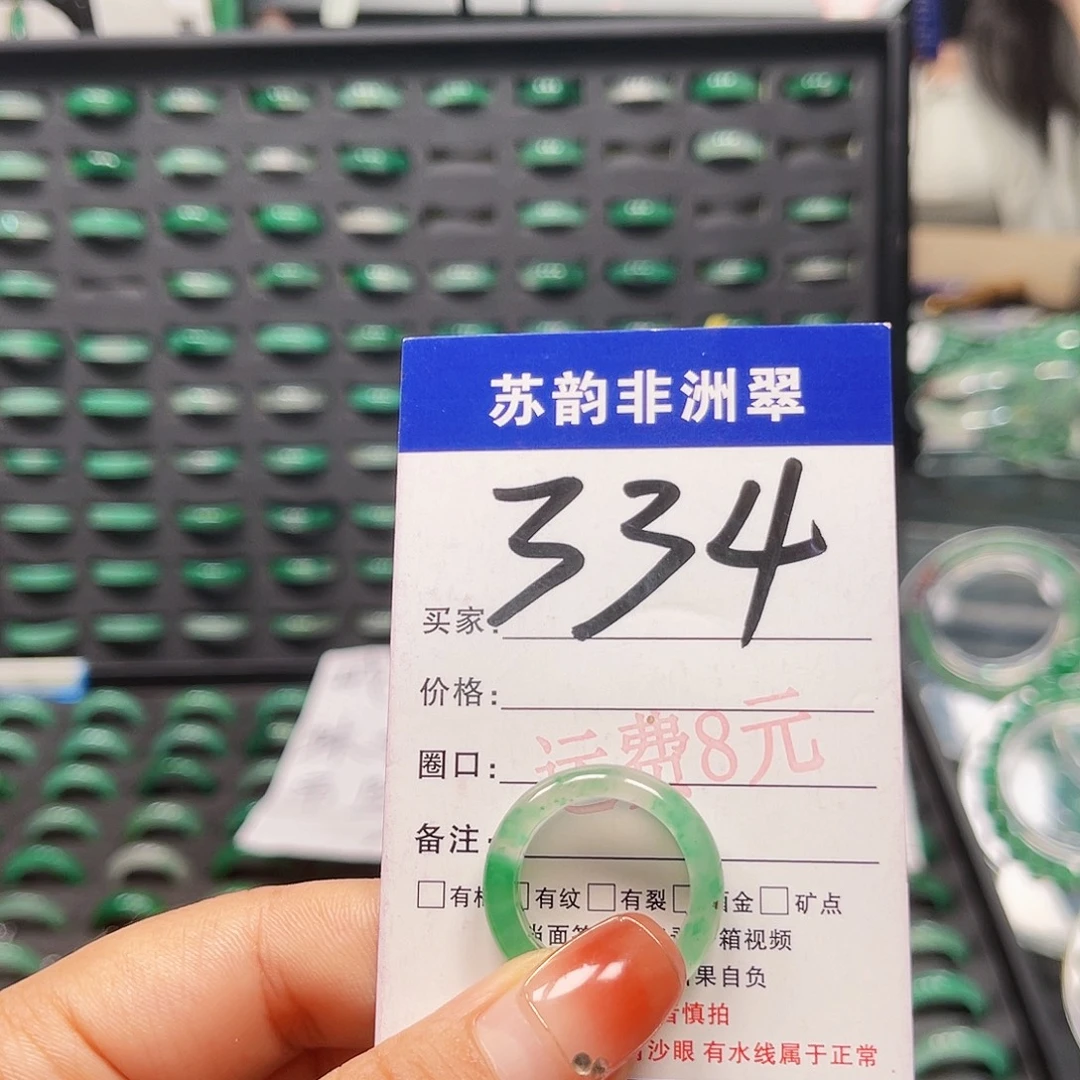 苏韵非洲翠
334
买家:
价格:
运费8元
圈口:
备注:
有 有纹 有裂 金 矿点
当面 箱视频
果自负
慎拍
沙眼 有水线属于正常